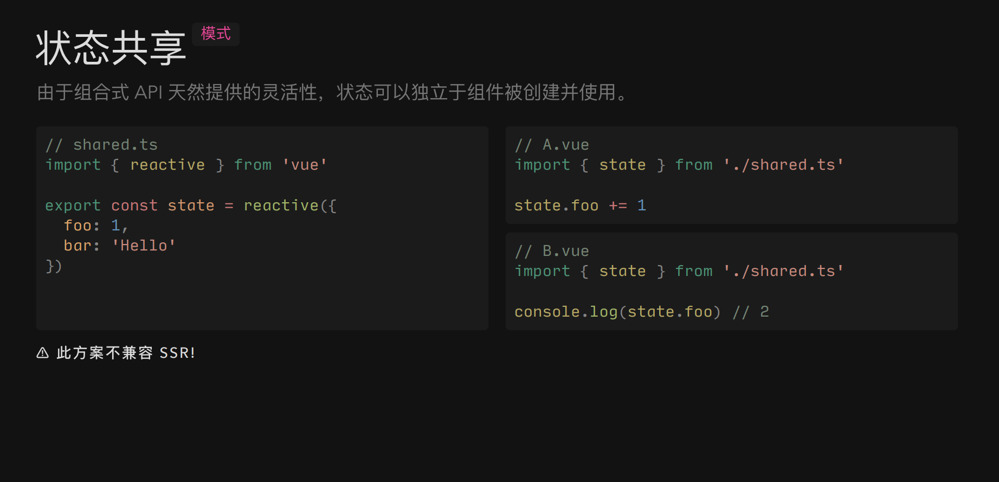 状态共享 模式
由于组合式 API 天然提供的灵活性，状态可以独立于组件被创建并使用。
// shared.ts
import { reactive } from 'vue'

export const state = reactive({
  foo: 1,
  bar: 'Hello'
})
// A.vue
import { state } from './shared.ts'

state.foo += 1
// B.vue
import { state } from './shared.ts'

console.log(state.foo) // 2
⚠ 此方案不兼容 SSR!